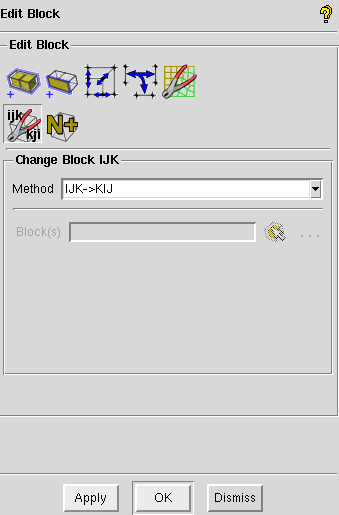 Edit Block
Edit Block
ijk
kji
N+
Change Block IJK
Method IJK->KIJ
Block(s) ...
Apply OK Dismiss